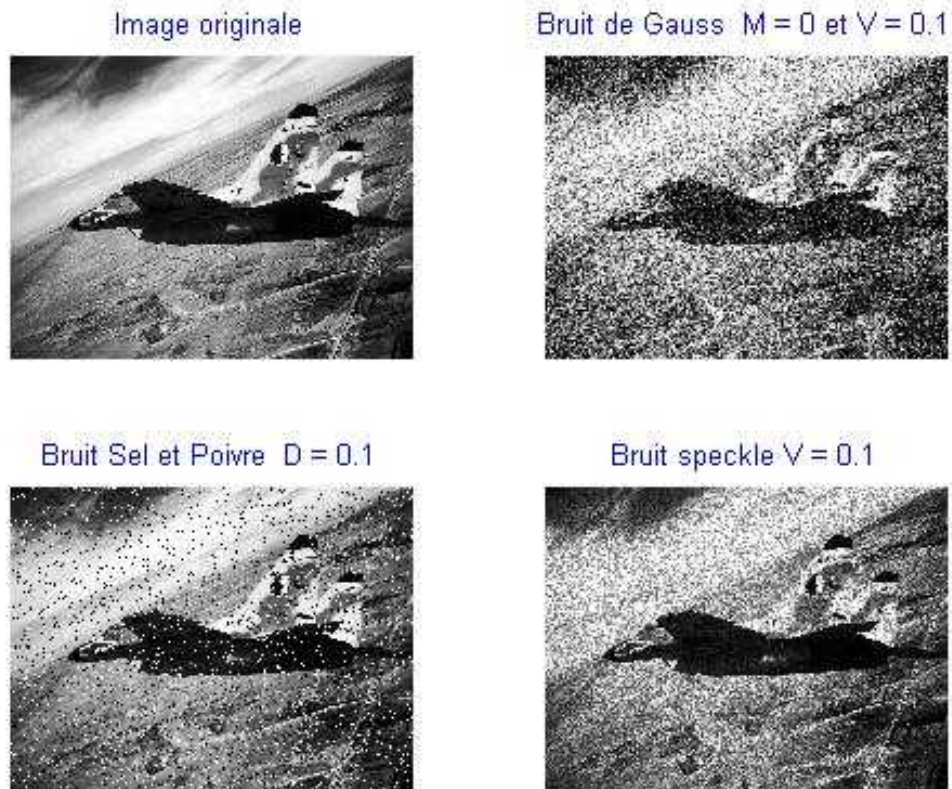 Image originale
Bruit de Gauss M = 0 et V = 0.1
Bruit Sel et Poivre D = 0.1
Bruit speckle V = 0.1